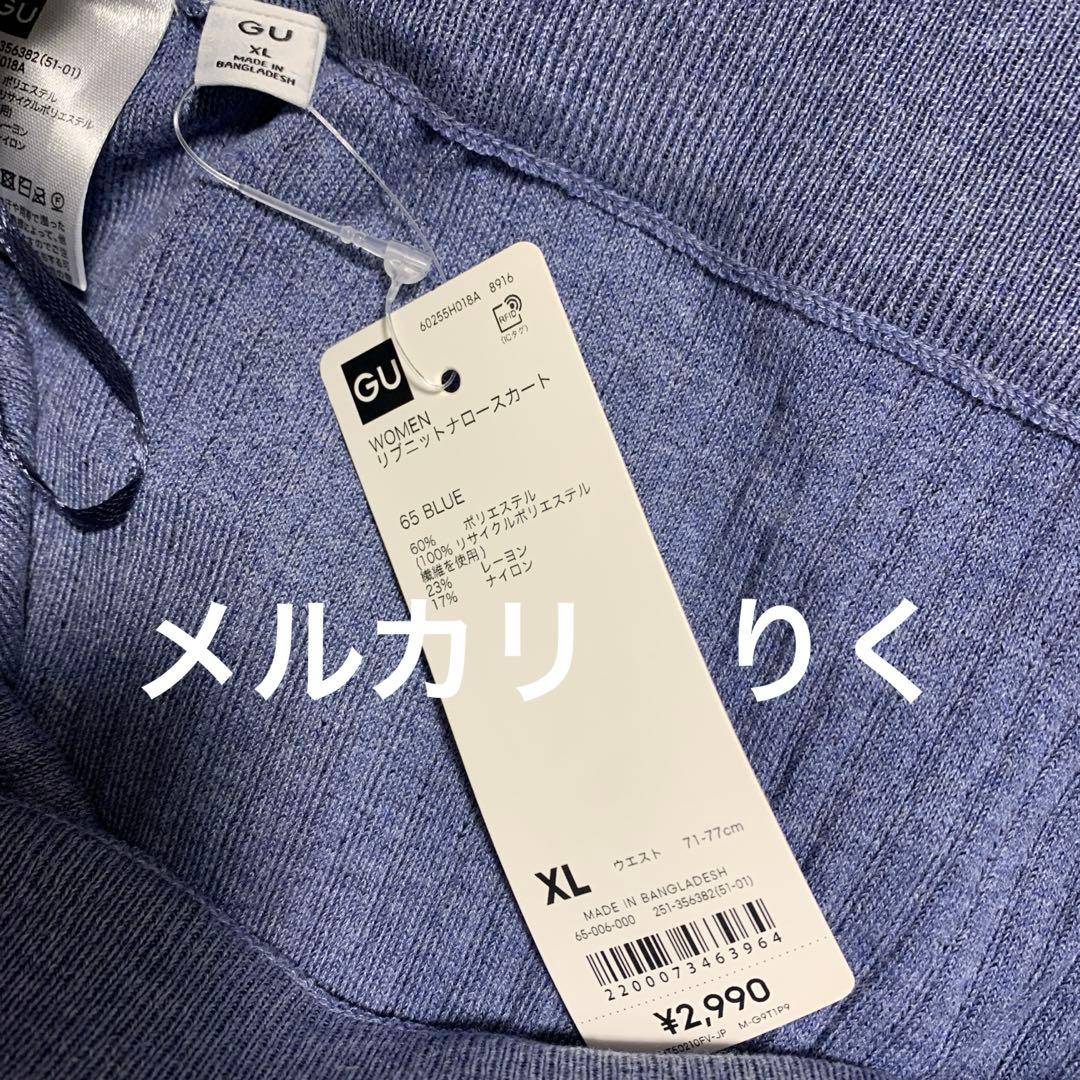 GU
356382(51-01)
018A
ポリエステル
リサイクルポリエステル
レーヨン
イロン
GU
XL
MADE IN
BANGLADESH
60255H018A 8916
RFID
(ICタグ)
GU
WOMEN
リブニットナロースカート
65 BLUE
60% ポリエステル
(100% リサイクルポリエステル
繊維を使用)
23% レーヨン
17% ナイロン
メルカリ りく
XL ウエスト 71-77cm
MADE IN BANGLADESH
65-006-000 251-356382(51-01)
2200073463964
¥2,990
M-G9T1P9